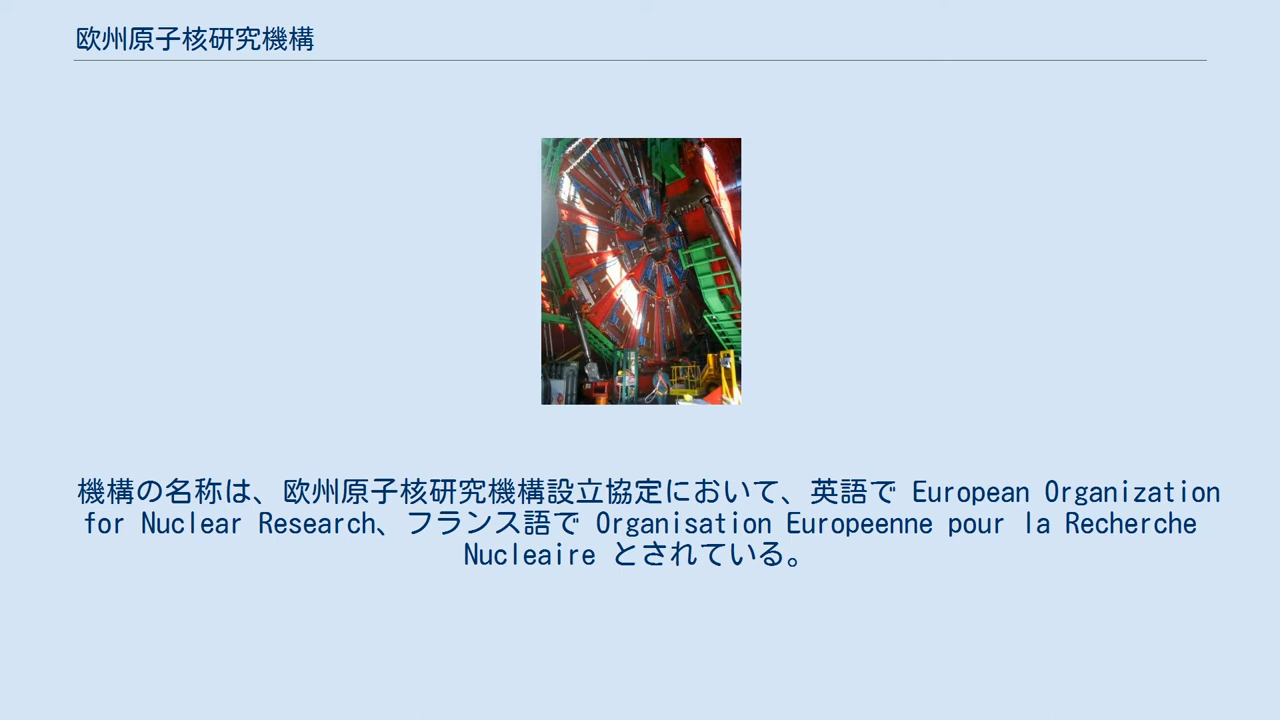 欧州原子核研究機構
機構の名称は、欧州原子核研究機構設立協定において、英語で European Organization
for Nuclear Research、フランス語で Organisation Europeenne pour la Recherche
Nucleaire とされている。